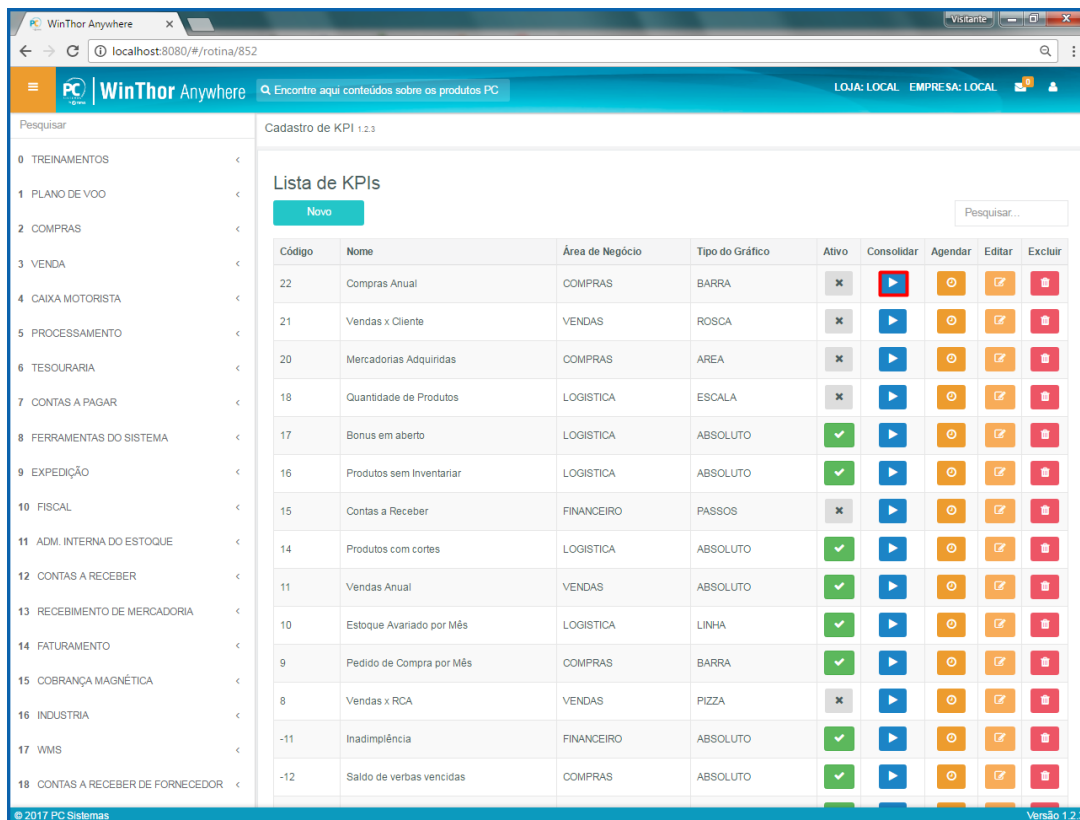 WinThor Anywhere
Visitante
localhost:8080/#/rotina/852
PC | WinThor Anywhere
Encontre aqui conteúdos sobre os produtos PC
LOJA: LOCAL EMPRESA: LOCAL
0
Pesquisar
0 TREINAMENTOS
1 PLANO DE VOO
2 COMPRAS
3 VENDA
4 CAIXA MOTORISTA
5 PROCESSAMENTO
6 TESOURARIA
7 CONTAS A PAGAR
8 FERRAMENTAS DO SISTEMA
9 EXPEDIÇÃO
10 FISCAL
11 ADM. INTERNA DO ESTOQUE
12 CONTAS A RECEBER
13 RECEBIMENTO DE MERCADORIA
14 FATURAMENTO
15 COBRANÇA MAGNÉTICA
16 INDUSTRIA
17 WMS
18 CONTAS A RECEBER DE FORNECEDOR
Cadastro de KPI 1.2.3
Lista de KPIs
Novo
Pesquisar...
Código Nome Área de Negócio Tipo do Gráfico Ativo Consolidar Agendar Editar Excluir
22 Compras Anual COMPRAS BARRA
21 Vendas x Cliente VENDAS ROSCA
20 Mercadorias Adquiridas COMPRAS AREA
18 Quantidade de Produtos LOGISTICA ESCALA
17 Bonus em aberto LOGISTICA ABSOLUTO
16 Produtos sem Inventariar LOGISTICA ABSOLUTO
15 Contas a Receber FINANCEIRO PASSOS
14 Produtos com cortes LOGISTICA ABSOLUTO
11 Vendas Anual VENDAS ABSOLUTO
10 Estoque Avariado por Mês LOGISTICA LINHA
9 Pedido de Compra por Mês COMPRAS BARRA
8 Vendas x RCA VENDAS PIZZA
-11 Inadimplência FINANCEIRO ABSOLUTO
-12 Saldo de verbas vencidas COMPRAS ABSOLUTO
© 2017 PC Sistemas
Versão 1.2.